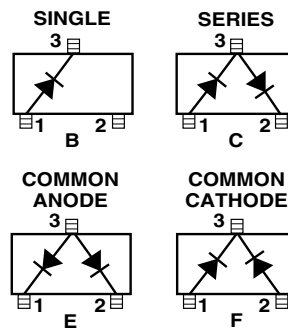 SINGLE
3
1 2
B
SERIES
3
1 2
C
COMMON
ANODE
3
1 2
E
COMMON
CATHODE
3
1 2
F